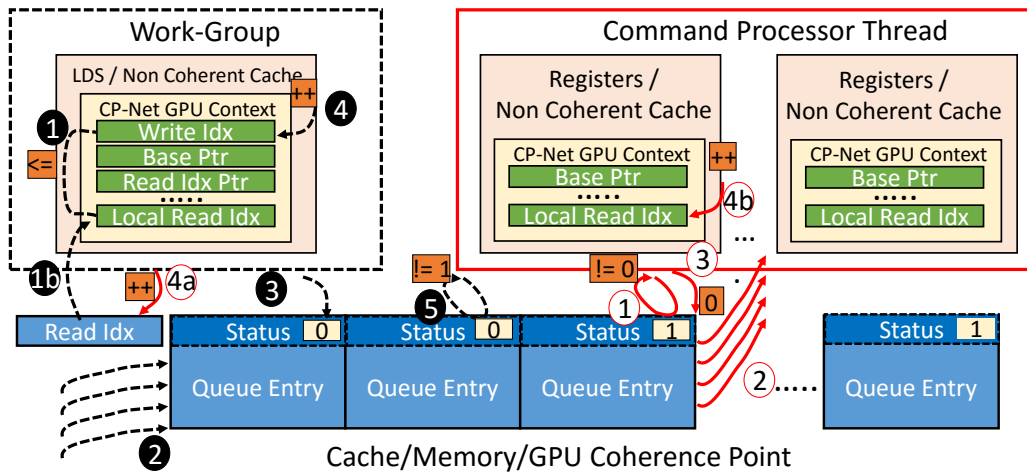 Work-Group
LDS / Non Coherent Cache
CP-Net GPU Context
++
4
1
Write Idx
<=
Base Ptr
Read Idx Ptr
.....
Local Read Idx
Command Processor Thread
Registers /
Non Coherent Cache
CP-Net GPU Context
++
Base Ptr
4b
.....
Local Read Idx
Registers /
Non Coherent Cache
CP-Net GPU Context
Base Ptr
.....
Local Read Idx
...
1b
++
4a
3
!= 1
5
!= 0
1
3
0
Read Idx
Status 0
Status 0
Status 1
Status 1
Queue Entry
Queue Entry
Queue Entry
2
.....
Queue Entry
2
Cache/Memory/GPU Coherence Point